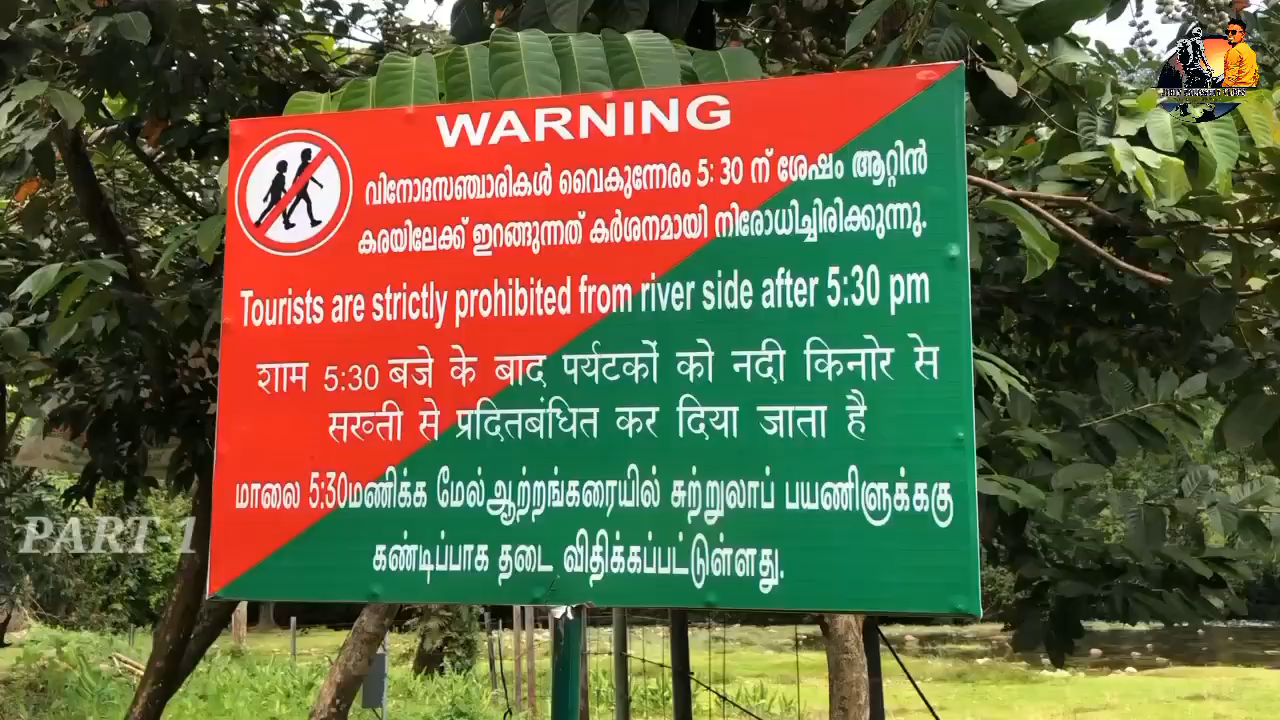 WARNING
വിനോദസഞ്ചാരികൾ വൈകുന്നേരം 5:30 ന് ശേഷം ആറ്റിൻ
കരയിലേക്ക് ഇറങ്ങുന്നത് കർശനമായി നിരോധിച്ചിരിക്കുന്നു.
Tourists are strictly prohibited from river side after 5:30 pm
शाम 5:30 बजे के बाद पर्यटकों को नदी किनोर से
सख्ती से प्रदितबंधित कर दिया जाता है
மாலை 5:30மணிக்க மேல்ஆற்றங்கரையில் சுற்றுலாப் பயணிளுக்ககு
கண்டிப்பாக தடை விதிக்கப்பட்டுள்ளது.
PART-1